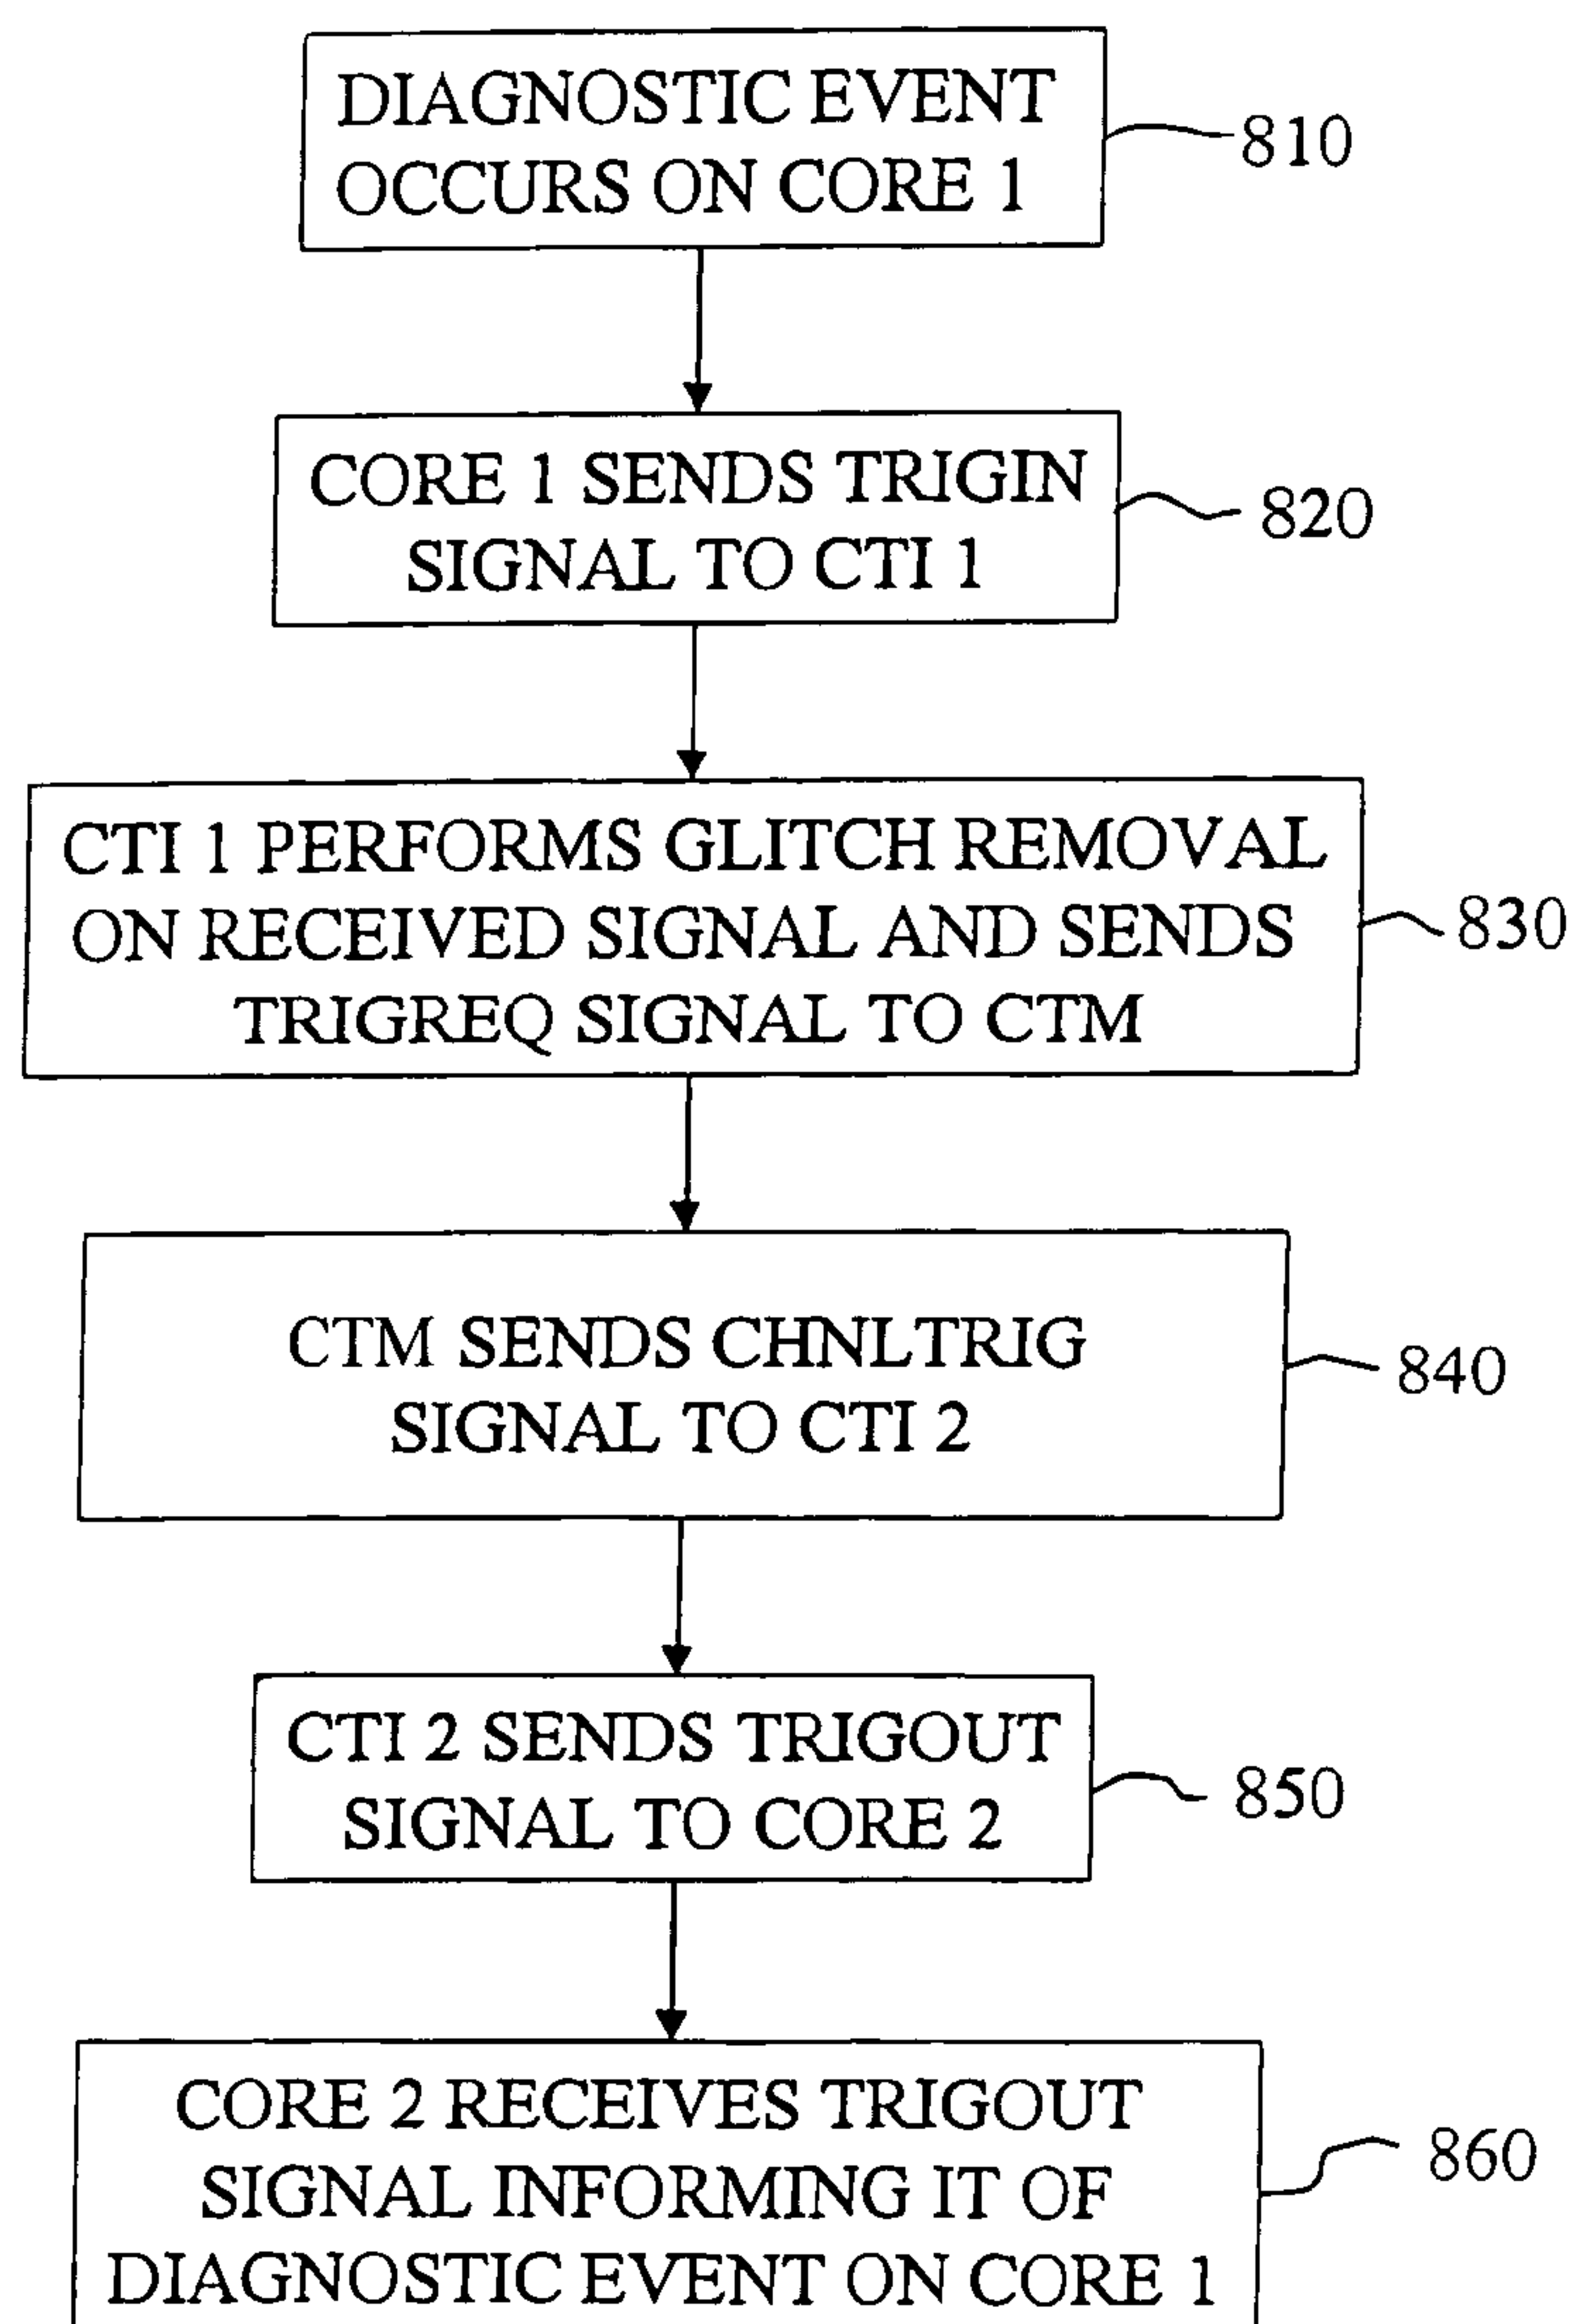 DIAGNOSTIC EVENT
OCCURS ON CORE 1
810
CORE 1 SENDS TRIGIN
SIGNAL TO CTI 1
820
CTI 1 PERFORMS GLITCH REMOVAL
ON RECEIVED SIGNAL AND SENDS
TRIGREQ SIGNAL TO CTM
830
CTM SENDS CHNLTRIG
SIGNAL TO CTI 2
840
CTI 2 SENDS TRIGOUT
SIGNAL TO CORE 2
850
CORE 2 RECEIVES TRIGOUT
SIGNAL INFORMING IT OF
DIAGNOSTIC EVENT ON CORE 1
860